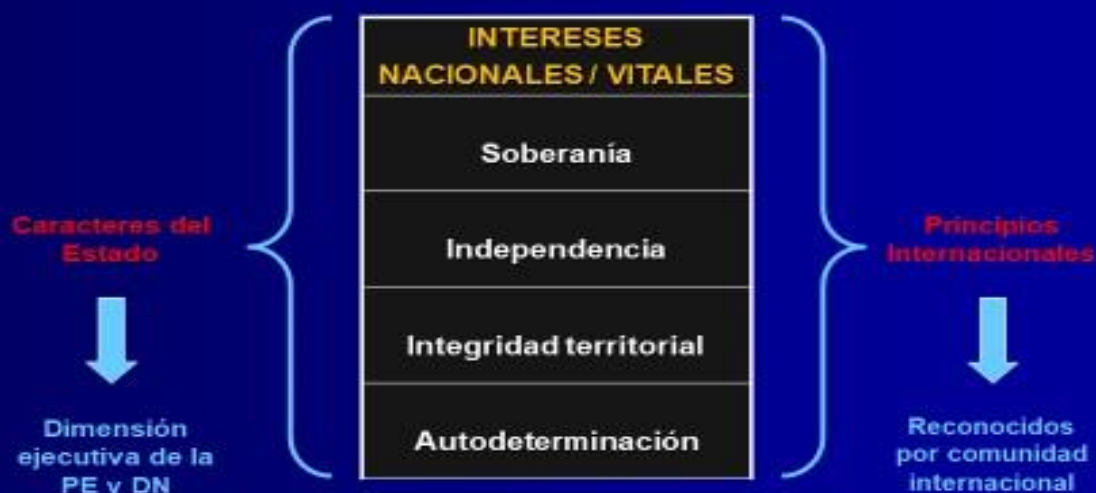 INTERESES
NACIONALES / VITALES
Soberanía
Independencia
Integridad territorial
Autodeterminación
Caracteres del
Estado
Dimensión
ejecutiva de la
PE y DN
Principios
Internacionales
Reconocidos
por comunidad
internacional